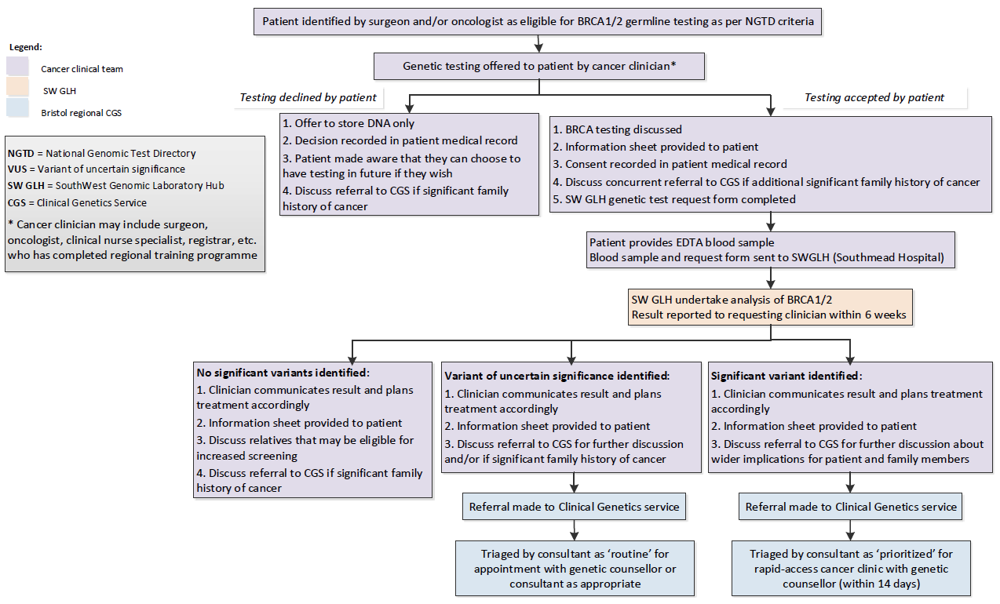 Patient identified by surgeon and/or oncologist as eligible for BRCA1/2 germline testing as per NGTD criteria
Legend:
Cancer clinical team
SW GLH
Bristol regional CGS
Genetic testing offered to patient by cancer clinician*
Testing declined by patient
Testing accepted by patient
NGTD = National Genomic Test Directory
VUS = Variant of uncertain significance
SW GLH = SouthWest Genomic Laboratory Hub
CGS = Clinical Genetics Service
* Cancer clinician may include surgeon,
oncologist, clinical nurse specialist, registrar, etc.
who has completed regional training programme
1. Offer to store DNA only
2. Decision recorded in patient medical record
3. Patient made aware that they can choose to
have testing in future if they wish
4. Discuss referral to CGS if significant family
history of cancer
1. BRCA testing discussed
2. Information sheet provided to patient
3. Consent recorded in patient medical record
4. Discuss concurrent referral to CGS if additional significant family history of cancer
5. SW GLH genetic test request form completed
Patient provides EDTA blood sample
Blood sample and request form sent to SWGLH (Southmead Hospital)
SW GLH undertake analysis of BRCA1/2
Result reported to requesting clinician within 6 weeks
No significant variants identified:
1. Clinician communicates result and plans
treatment accordingly
2. Information sheet provided to patient
3. Discuss relatives that may be eligible for
increased screening
4. Discuss referral to CGS if significant family
history of cancer
Variant of uncertain significance identified:
1. Clinician communicates result and plans
treatment accordingly
2. Information sheet provided to patient
3. Discuss referral to CGS for further discussion
and/or if significant family history of cancer
Significant variant identified:
1. Clinician communicates result and plans treatment
accordingly
2. Information sheet provided to patient
3. Discuss referral to CGS for further discussion about
wider implications for patient and family members
Referral made to Clinical Genetics service
Triaged by consultant as ‘routine’ for
appointment with genetic counsellor or
consultant as appropriate
Referral made to Clinical Genetics service
Triaged by consultant as ‘prioritized’ for
rapid-access cancer clinic with genetic
counsellor (within 14 days)